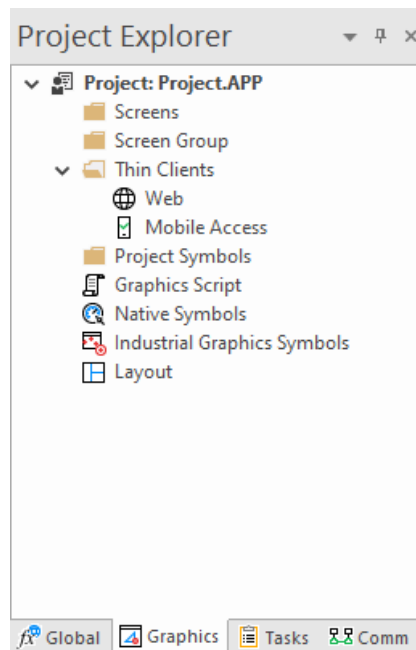 Project Explorer
Project: Project.APP
Screens
Screen Group
Thin Clients
Web
Mobile Access
Project Symbols
Graphics Script
Native Symbols
Industrial Graphics Symbols
Layout
Global Graphics Tasks Comm